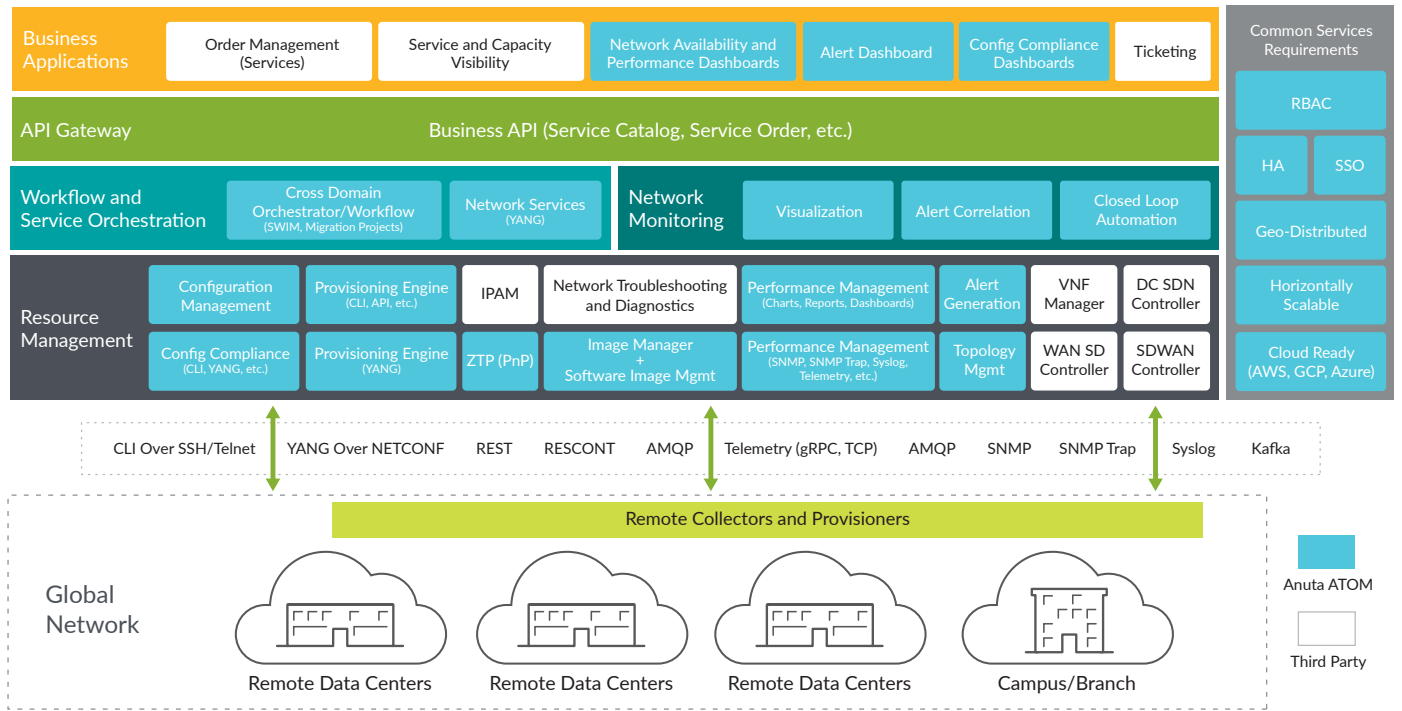 Business
Applications
Order Management
(Services)
Service and Capacity
Visibility
Network Availability and
Performance Dashboards
Alert Dashboard
Config Compliance
Dashboards
Ticketing
API Gateway
Business API (Service Catalog, Service Order, etc.)
Workflow and
Service Orchestration
Cross Domain
Orchestrator/Workflow
(SWIM, Migration Projects)
Network Services
(YANG)
Network
Monitoring
Visualization
Alert Correlation
Closed Loop
Automation
Resource
Management
Configuration
Management
Provisioning Engine
(CLI, API, etc.)
IPAM
Network Troubleshooting
and Diagnostics
Performance Management
(Charts, Reports, Dashboards)
Alert
Generation
VNF
Manager
DC SDN
Controller
Config Compliance
(CLI, YANG, etc.)
Provisioning Engine
(YANG)
ZTP (PnP)
Image Manager
+
Software Image Mgmt
Performance Management
(SNMP, SNMP Trap, Syslog,
Telemetry, etc.)
Topology
Mgmt
WAN SD
Controller
SDWAN
Controller
Common Services
Requirements
RBAC
HA
SSO
Geo-Distributed
Horizontally
Scalable
Cloud Ready
(AWS, GCP, Azure)
CLI Over SSH/Telnet
YANG Over NETCONF
REST
RESCONT
AMQP
Telemetry (gRPC, TCP)
AMQP
SNMP
SNMP Trap
Syslog
Kafka
Remote Collectors and Provisioners
Global
Network
Remote Data Centers
Remote Data Centers
Remote Data Centers
Campus/Branch
Anuta ATOM
Third Party